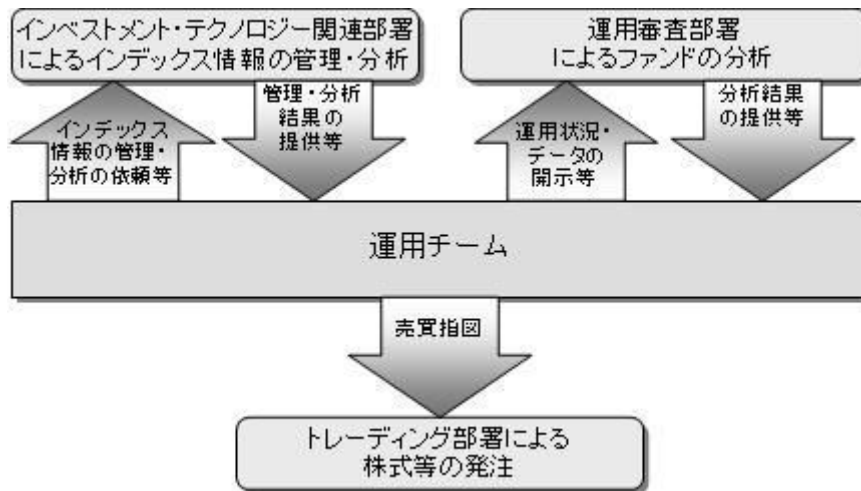 インベストメント・テクノロジー関連部署
によるインデックス情報の管理・分析
運用審査部署
によるファンドの分析
インデックス
情報の管理・
分析の依頼等
管理・分析
結果の
提供等
運用状況・
データの
開示等
分析結果
の提供等
運用チーム
売買指図
トレーディング部署による
株式等の発注